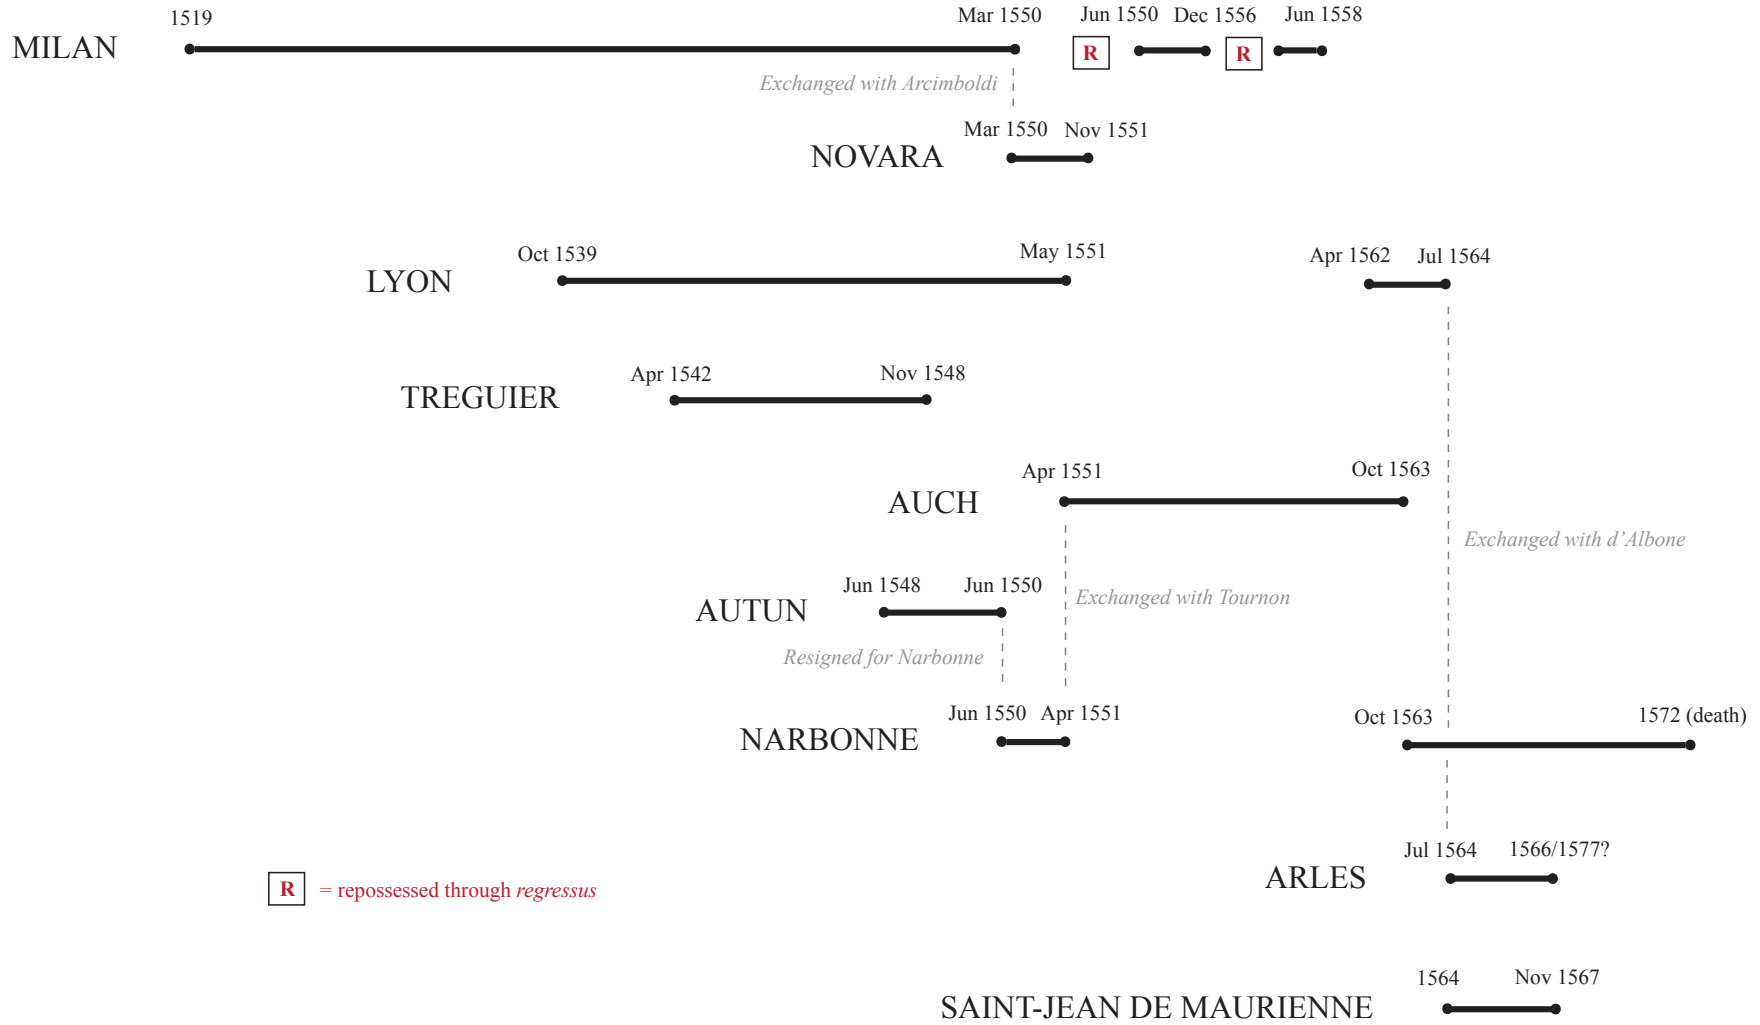 1519
Mar 1550
Jun 1550
Dec 1556
Jun 1558
MILAN
R
R
Exchanged with Arcimboldi
Mar 1550
Nov 1551
NOVARA
Oct 1539
May 1551
Apr 1562
Jul 1564
LYON
Apr 1542
Nov 1548
TREGUIER
Apr 1551
Oct 1563
AUCH
Exchanged with d’Albone
Jun 1548
Jun 1550
Exchanged with Tournon
AUTUN
Resigned for Narbonne
Jun 1550
Apr 1551
Oct 1563
1572 (death)
NARBONNE
Jul 1564
1566/1577?
ARLES
R = repossessed through regressus
1564
Nov 1567
SAINT-JEAN DE MAURIENNE